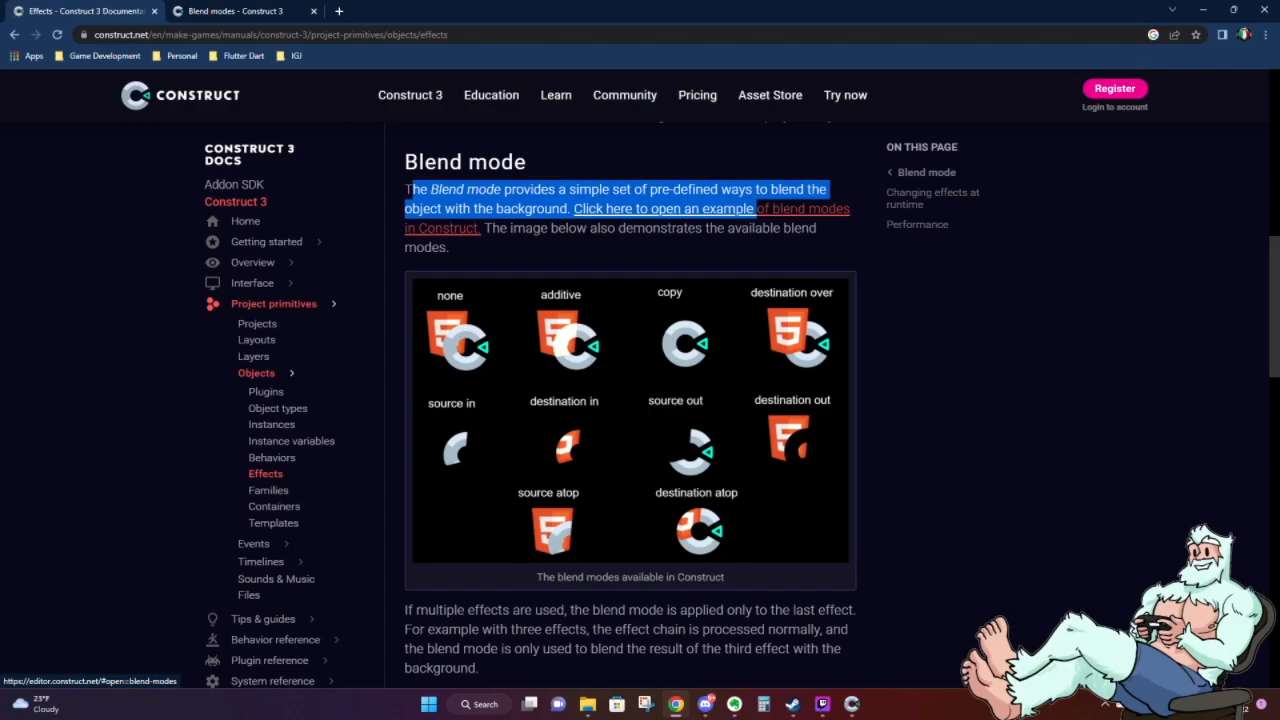 Effects - Construct 3 Documenta
Blend modes - Construct 3
construct.net/en/make-games/manuals/construct-3/project-primitives/objects/effects
Apps
Game Development
Personal
Flutter Dart
IGJ
CONSTRUCT
Construct 3
Education
Learn
Community
Pricing
Asset Store
Try now
Register
Login to account
CONSTRUCT 3
DOCS
Addon SDK
Construct 3
Home
Getting started
Overview
Interface
Project primitives
Projects
Layouts
Layers
Objects
Plugins
Object types
Instances
Instance variables
Behaviors
Effects
Families
Containers
Templates
Events
Timelines
Sounds & Music
Files
Tips & guides
Behavior reference
Plugin reference
System reference
Blend mode
The Blend mode provides a simple set of pre-defined ways to blend the
object with the background. Click here to open an example of blend modes
in Construct. The image below also demonstrates the available blend
modes.
none
additive
copy
destination over
source in
destination in
source out
destination out
source atop
destination atop
The blend modes available in Construct
If multiple effects are used, the blend mode is applied only to the last effect.
For example with three effects, the effect chain is processed normally, and
the blend mode is only used to blend the result of the third effect with the
background.
ON THIS PAGE
Blend mode
Changing effects at
runtime
Performance
https://editor.construct.net/#open=blend-modes
23°F
Cloudy
Search